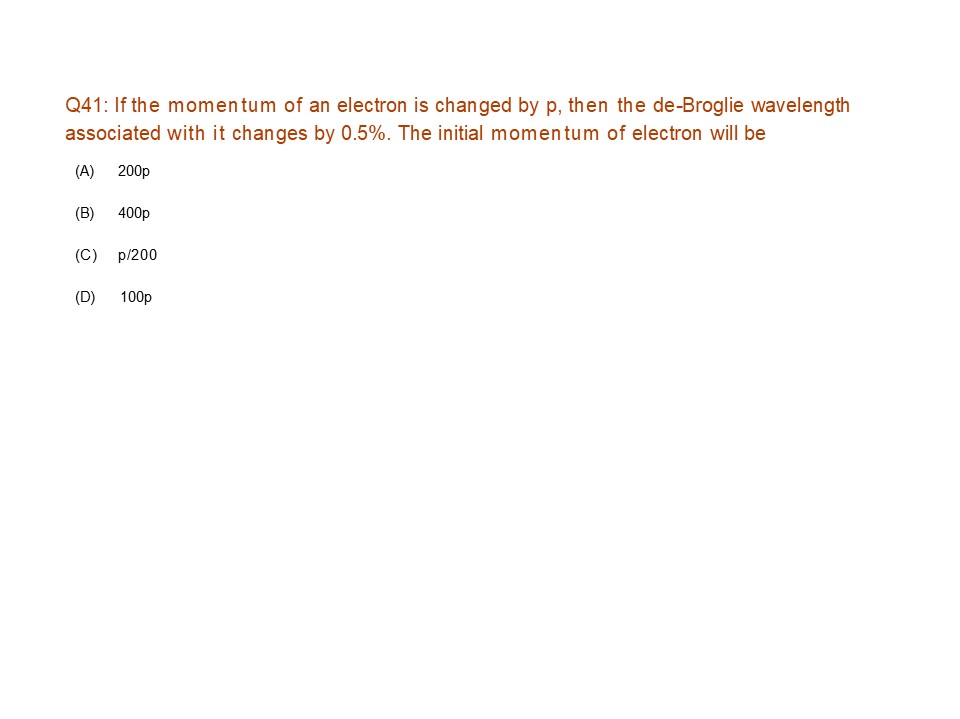 Q41: If the momentum of an electron is changed by p, then the de-Broglie wavelength
associated with it changes by 0.5%. The initial momentum of electron will be
(A) 200p
(B) 400p
(C) p/200
(D) 100p